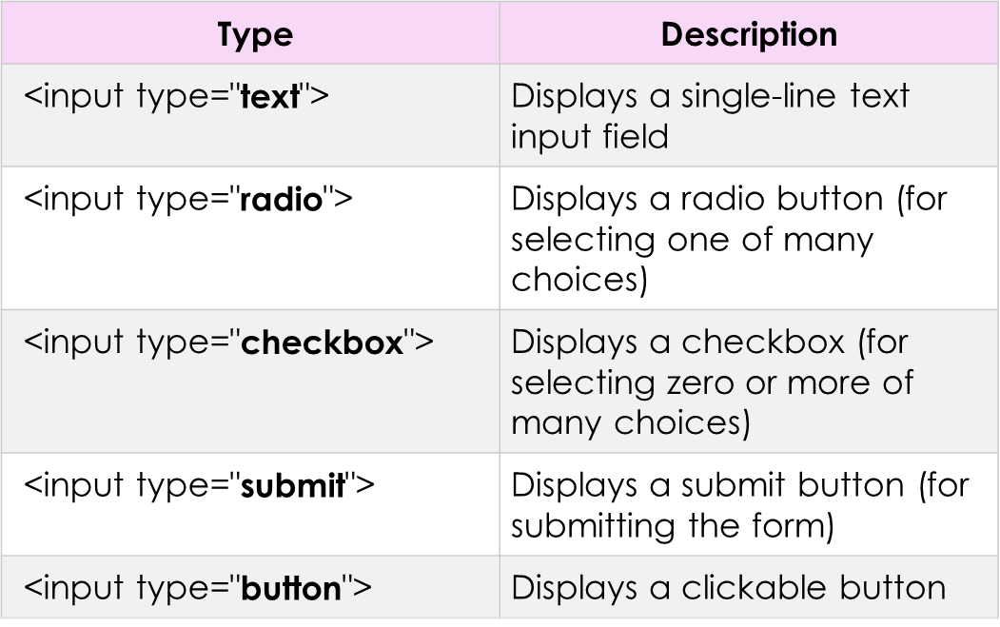 Type Description
<input type="text"> Displays a single-line text
input field
<input type="radio"> Displays a radio button (for
selecting one of many
choices)
<input type="checkbox"> Displays a checkbox (for
selecting zero or more of
many choices)
<input type="submit"> Displays a submit button (for
submitting the form)
<input type="button"> Displays a clickable button